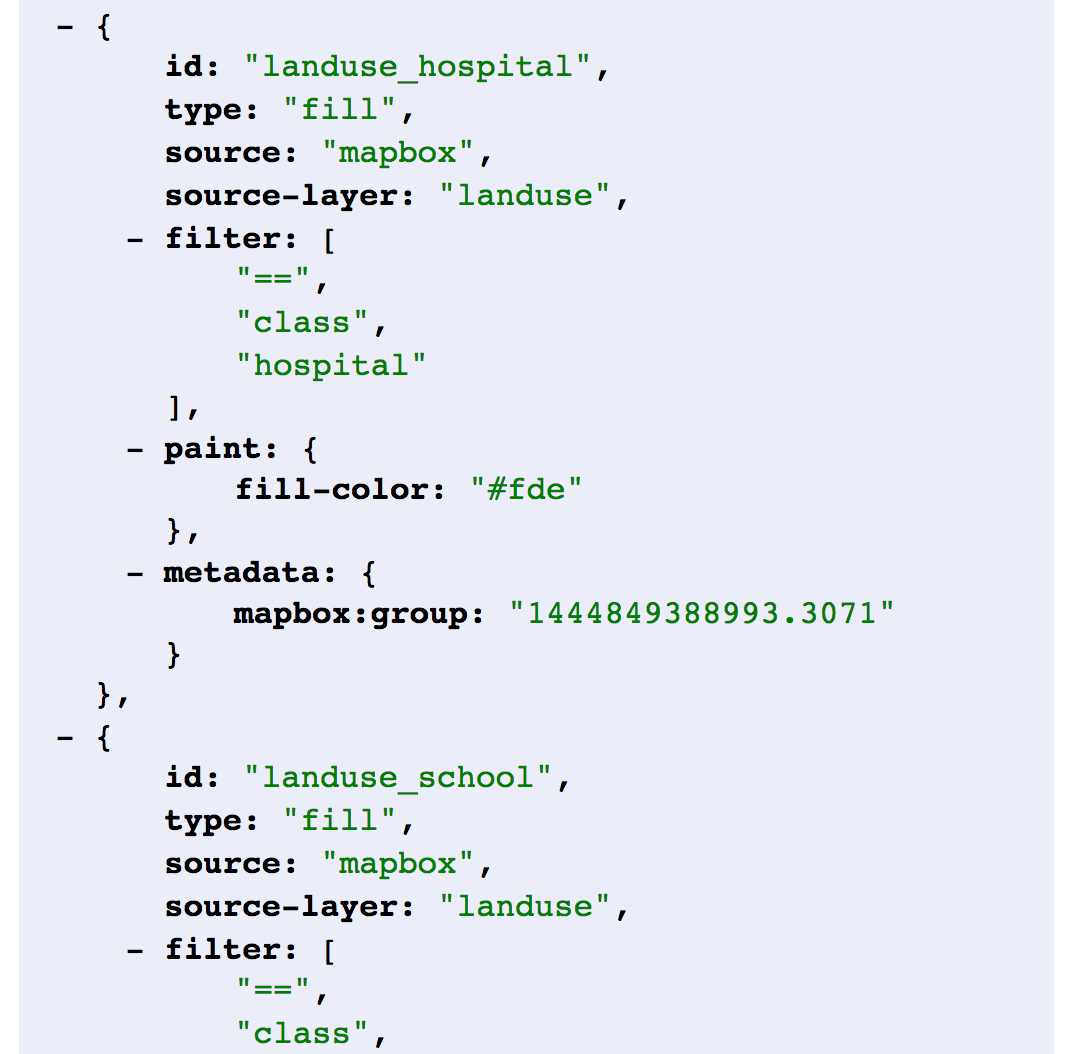 - {
id: "landuse_hospital",
type: "fill",
source: "mapbox",
source-layer: "landuse",
- filter: [
"==",
"class",
"hospital"
],
- paint: {
fill-color: "#fde"
},
- metadata: {
mapbox:group: "1444849388993.3071"
}
},
- {
id: "landuse_school",
type: "fill",
source: "mapbox",
source-layer: "landuse",
- filter: [
"==",
"class",